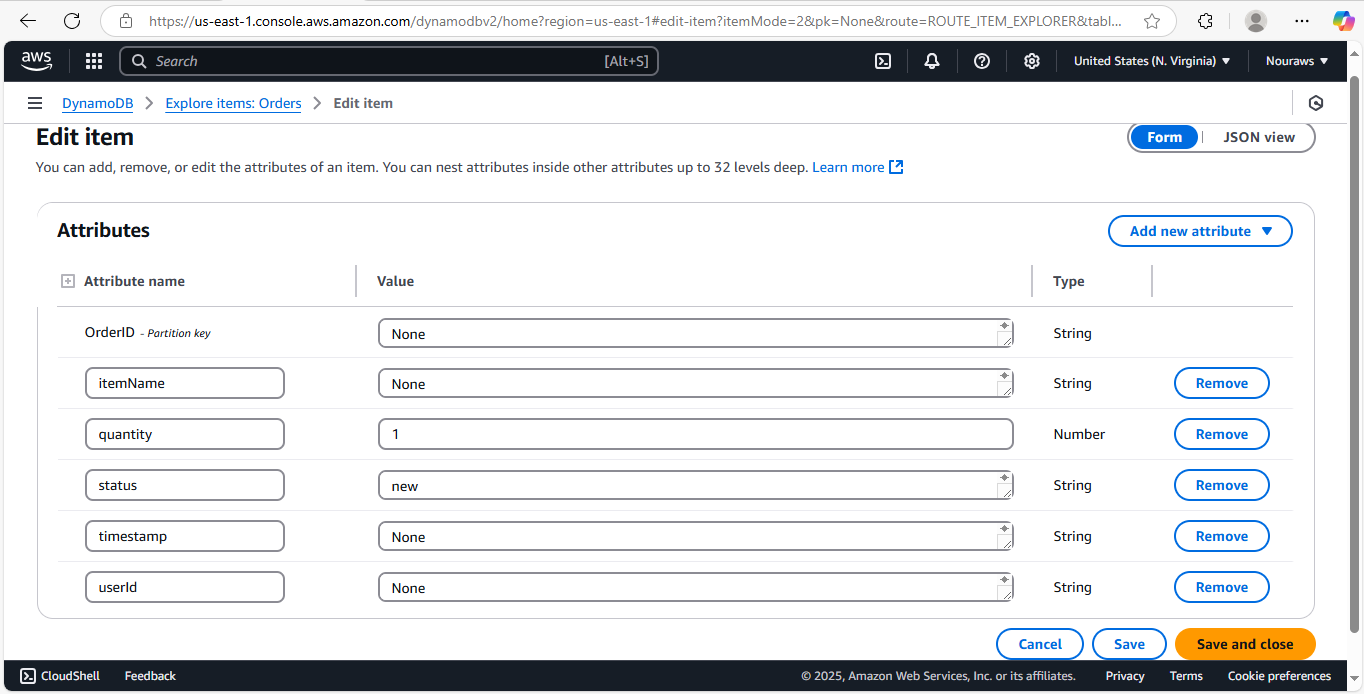 https://us-east-1.console.aws.amazon.com/dynamodbv2/home?region=us-east-1#edit-item?itemMode=2&pk=None&route=ROUTE_ITEM_EXPLORER&tabl...
aws Search [Alt+S] United States (N. Virginia) Nouraws
DynamoDB Explore items: Orders Edit item
Edit item
Form JSON view
You can add, remove, or edit the attributes of an item. You can nest attributes inside other attributes up to 32 levels deep. Learn more
Attributes Add new attribute
Attribute name Value Type
OrderID - Partition key None String
itemName None String Remove
quantity 1 Number Remove
status new String Remove
timestamp None String Remove
userId None String Remove
Cancel Save Save and close
CloudShell Feedback © 2025, Amazon Web Services, Inc. or its affiliates. Privacy Terms Cookie preferences